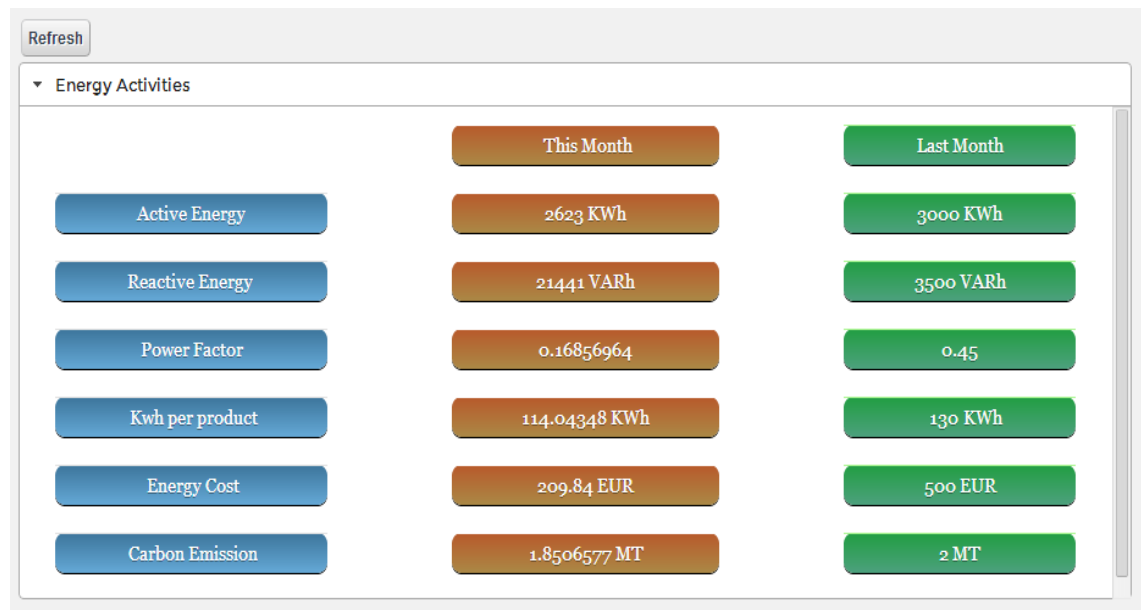 Refresh
Energy Activities
This Month Last Month
Active Energy 2623 KWh 3000 KWh
Reactive Energy 21441 VARh 3500 VARh
Power Factor 0.16856964 0.45
Kwh per product 114.04348 KWh 130 KWh
Energy Cost 209.84 EUR 500 EUR
Carbon Emission 1.8506577 MT 2 MT